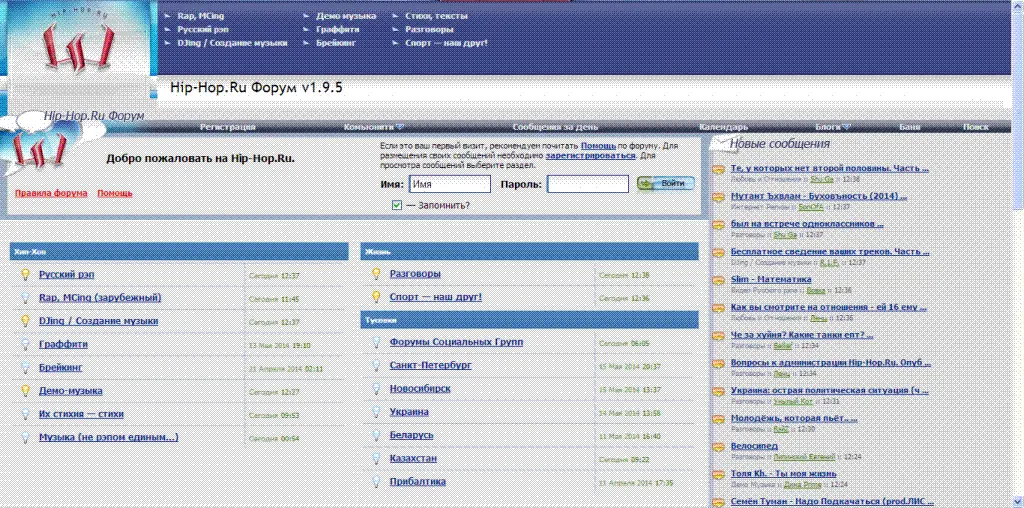 HIP-HOP.RU
Rap, MCing
Русский рэп
DJing / Создание музыки
Демо музыка
Граффити
Брейкинг
Стихи, тексты
Разговоры
Спорт — наш друг!
Hip-Hop.Ru Форум v1.9.5
Hip-Hop.Ru Форум
Регистрация Комьюнити Сообщения за день Календарь Блоги Баня Поиск
Добро пожаловать на Hip-Hop.Ru.
Правила форума Помощь
Если это ваш первый визит, рекомендуем почитать Помощь по форуму. Для
размещения своих сообщений необходимо зарегистрироваться. Для
просмотра сообщений выберите раздел.
Имя: Имя Пароль: Войти
— Запомнить?
Хип-Хоп
Русский рэп Сегодня 12:37
Rap, MCing (зарубежный) Сегодня 11:45
DJing / Создание музыки Сегодня 12:37
Граффити 13 Мая 2014 19:10
Брейкинг 21 Апреля 2014 02:11
Демо-музыка Сегодня 12:27
Их стихия — стихи Сегодня 09:53
Музыка (не рэпом единым...) Сегодня 00:54
Жизнь
Разговоры Сегодня 12:38
Спорт — наш друг! Сегодня 12:36
Тусовки
Форумы Социальных Групп Сегодня 06:05
Санкт-Петербург 15 Мая 2014 20:37
Новосибирск 15 Мая 2014 13:37
Украина 14 Мая 2014 13:58
Беларусь 11 Мая 2014 16:40
Казахстан Сегодня 09:22
Прибалтика 11 Апреля 2014 17:35
Новые сообщения
Те, у которых нет второй половины. Часть ...
Любовь и Отношения :: Shu Ga :: 12:38
Мутант Ъхвлам - Буховъность (2014) ...
Интернет Релизы :: SonOfA :: 12:37
был на встрече одноклассников ...
Разговоры :: Shu Ga :: 12:37
Бесплатное сведение ваших треков. Часть ...
DJing / Создание музыки :: R.L.F. :: 12:37
Slim - Математика
Видео Русского рэпа :: Вовка :: 12:36
Как вы смотрите на отношения - ей 16 ему ...
Любовь и Отношения :: Ленц :: 12:36
Че за хуйня? Какие танки епт? ...
Разговоры :: Belief :: 12:34
Вопросы к администрации Hip-Hop.Ru. Опуб ...
Разговоры :: Ленц :: 12:34
Украина: острая политическая ситуация (ч ...
Разговоры :: Унылый Кот :: 12:31
Молодёжь, которая пьёт.. ...
Разговоры :: RaAZ :: 12:30
Велосипед
Разговоры :: Липинский Евгений :: 12:24
Толя Kh. - Ты моя жизнь
Демо Музыка :: Дима Prime :: 12:24
Семён Туман - Надо Подкачаться (prod.ЛИС ...